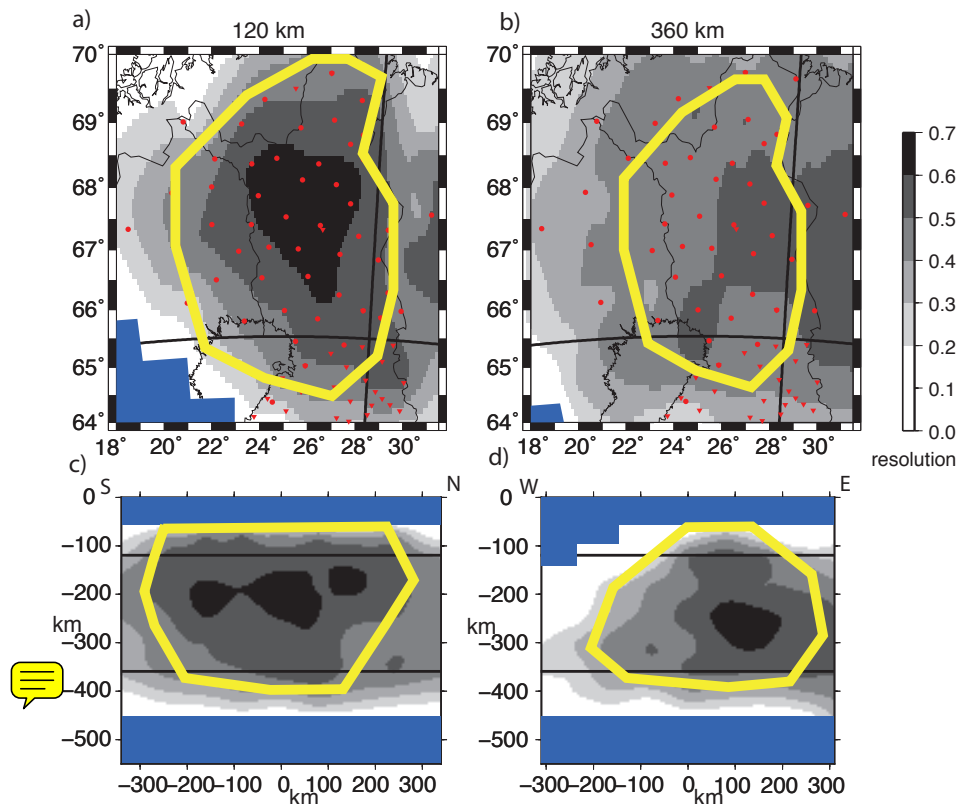 a)
120 km
b)
360 km
70˚
69˚
68˚
67˚
66˚
65˚
64˚
18˚ 20˚ 22˚ 24˚ 26˚ 28˚ 30˚
70˚
69˚
68˚
67˚
66˚
65˚
64˚
18˚ 20˚ 22˚ 24˚ 26˚ 28˚ 30˚
0.7
0.6
0.5
0.4
0.3
0.2
0.1
0.0
resolution
c)
S
N
0
−100
−200
km
−300
−400
−500
−300−200−100 0 100 200 300
km
d)
W
E
0
−100
−200
km
−300
−400
−500
−300−200−100 0 100 200 300
km